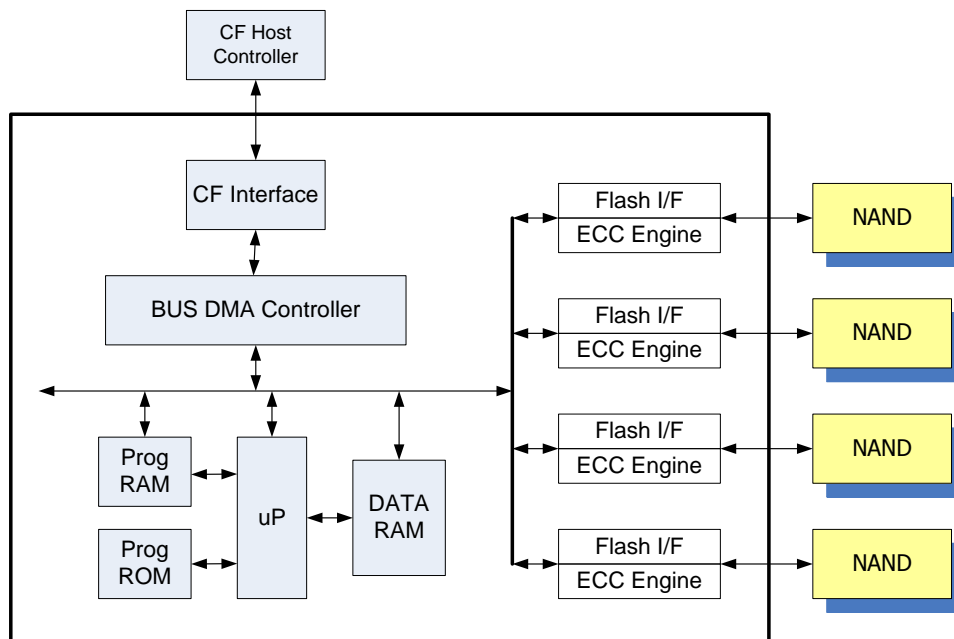 CF Host
Controller
CF Interface
BUS DMA Controller
Prog
RAM
Prog
ROM
uP
DATA
RAM
Flash I/F
ECC Engine
NAND
Flash I/F
ECC Engine
NAND
Flash I/F
ECC Engine
NAND
Flash I/F
ECC Engine
NAND